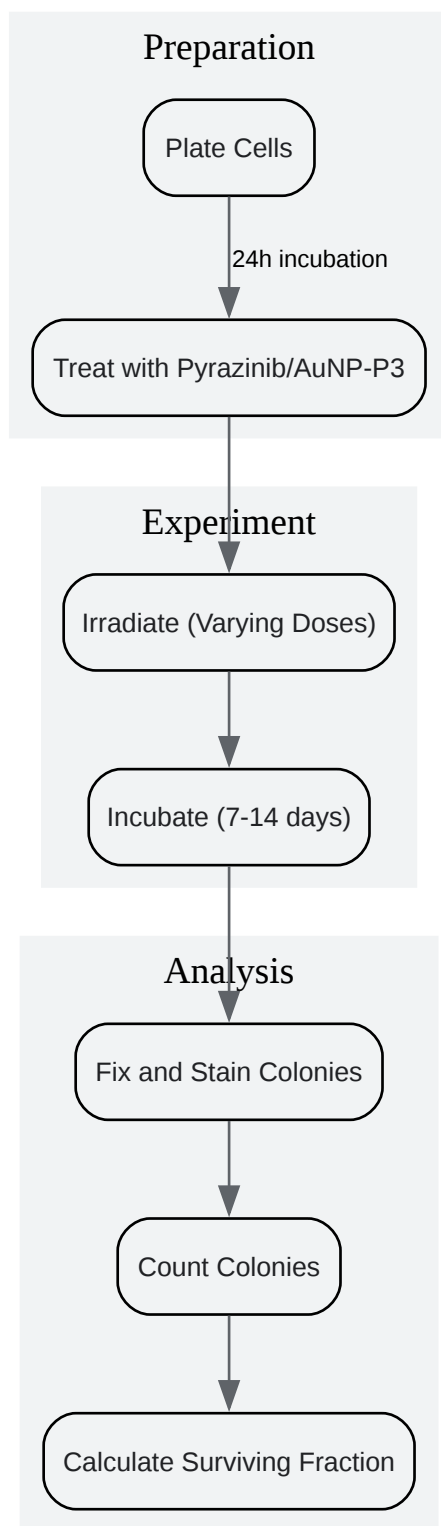 Preparation
Plate Cells
24h incubation
Treat with Pyrazinib/AuNP-P3
Experiment
Irradiate (Varying Doses)
Incubate (7-14 days)
Analysis
Fix and Stain Colonies
Count Colonies
Calculate Surviving Fraction